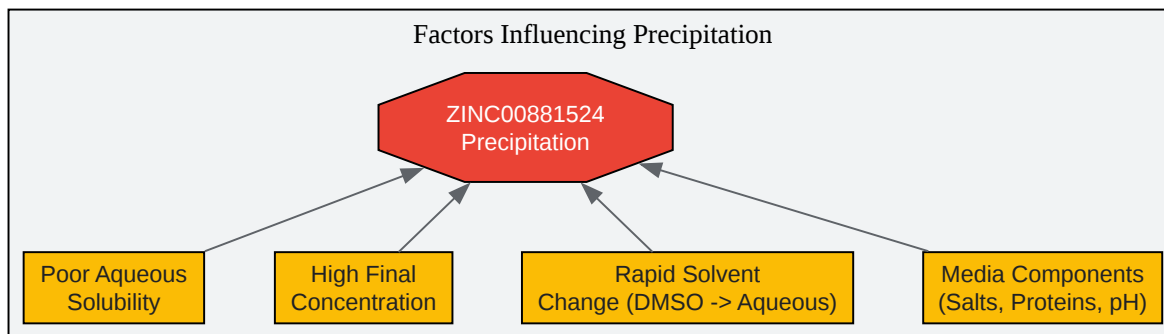 Factors Influencing Precipitation
ZINC00881524
Precipitation
Poor Aqueous
Solubility
High Final
Concentration
Rapid Solvent
Change (DMSO -> Aqueous)
Media Components
(Salts, Proteins, pH)